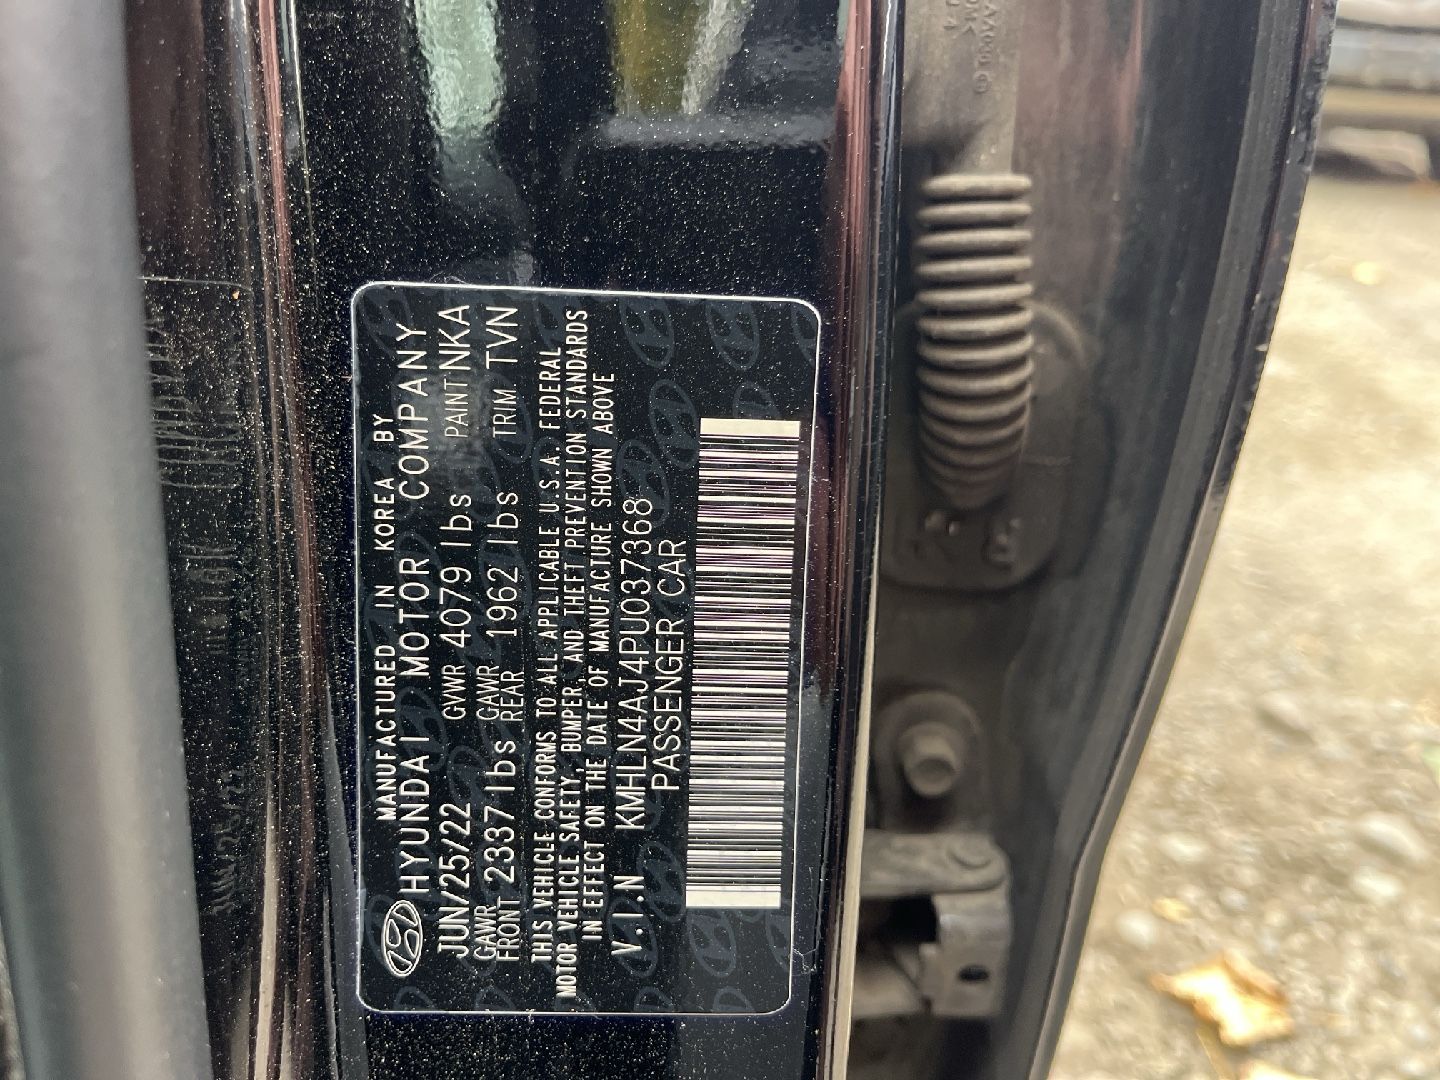 MANUFACTURED IN KOREA BY
HYUNDAI MOTOR COMPANY
JUN/25/22 GVWR 4079 lbs PAINT NKA
GAWR FRONT 2337 lbs GAWR REAR 1962 lbs TRIM TVN
THIS VEHICLE CONFORMS TO ALL APPLICABLE U.S.A. FEDERAL
MOTOR VEHICLE SAFETY, BUMPER AND THEFT PREVENTION STANDARDS
IN EFFECT ON THE DATE OF MANUFACTURE SHOWN ABOVE
V.I.N KMHLN4AJ4PU037368
PASSENGER CAR